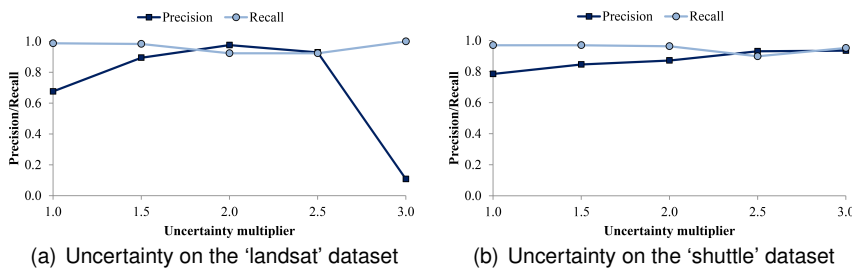 Precision Recall
1.0
0.8
0.6
0.4
0.2
0.0
Precision/Recall
1.0 1.5 2.0 2.5 3.0
Uncertainty multiplier
(a) Uncertainty on the ‘landsat’ dataset
Precision Recall
1.0
0.8
0.6
0.4
0.2
0.0
Precision/Recall
1.0 1.5 2.0 2.5 3.0
Uncertainty multiplier
(b) Uncertainty on the ‘shuttle’ dataset